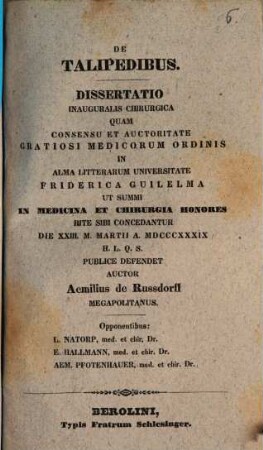 6.
DE
TALIPEDIBUS.
DISSERTATIO
INAUGURALIS CHIRURGICA
QUAM
CONSENSU ET AUCTORITATE
GRATIOSI MEDICORUM ORDINIS
IN
ALMA LITTERARUM UNIVERSITATE
FRIDERICA GUILELMA
UT SUMMI
IN MEDICINA ET CHIRURGIA HONORES
RITE SIBI CONCEDANTUR
DIE XXIII. M. MARTII A. MDCCCXXXIX
H. L. Q. S.
PUBLICE DEFENDET
AUCTOR
Aemilius de Russdorff
MEGAPOLITANUS.
Opponentibus:
L. NATORP, med. et chir. Dr.
E. HALLMANN, med. et chir. Dr.
AEM. PFOTENHAUER, med. et chir. Dr.
BEROLINI,
Typis Fratrum Schlesinger.